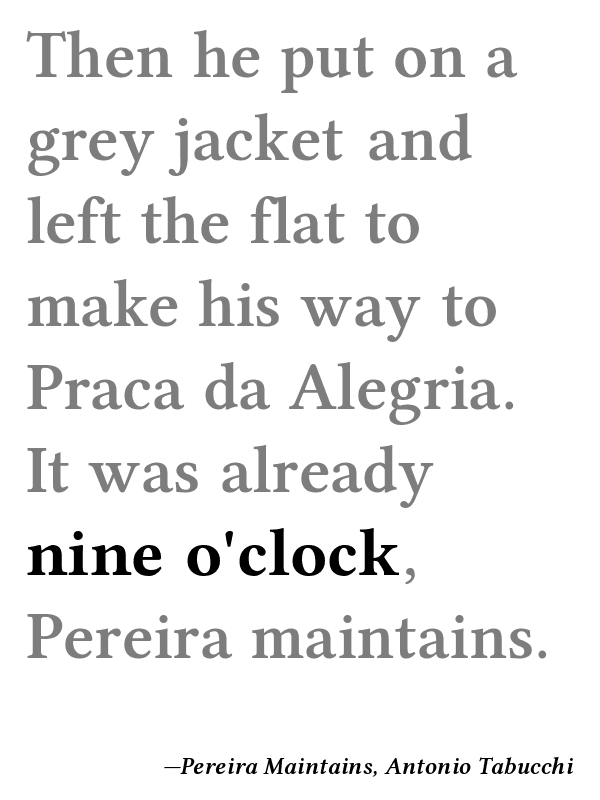 Then he put on a
grey jacket and
left the flat to
make his way to
Praca da Alegria.
It was already
nine o'clock,
Pereira maintains.
—Pereira Maintains, Antonio Tabucchi